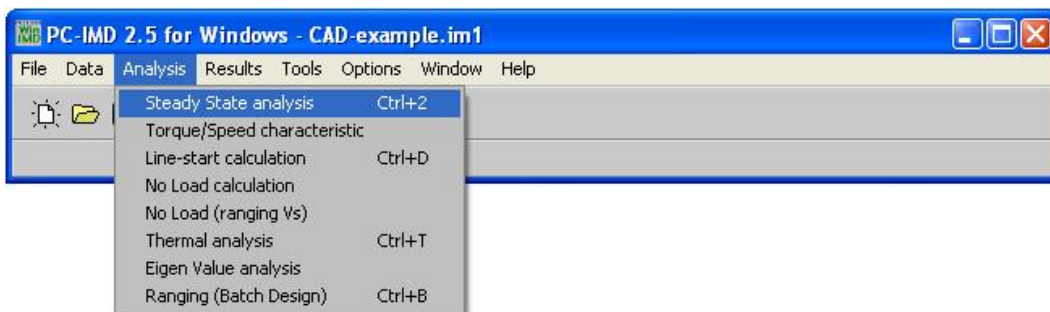 IMD PC-IMD 2.5 for Windows - CAD-example.im1
File Data Analysis Results Tools Options Window Help
Steady State analysis Ctrl+2
Torque/Speed characteristic
Line-start calculation Ctrl+D
No Load calculation
No Load (ranging Vs)
Thermal analysis Ctrl+T
Eigen Value analysis
Ranging (Batch Design) Ctrl+B